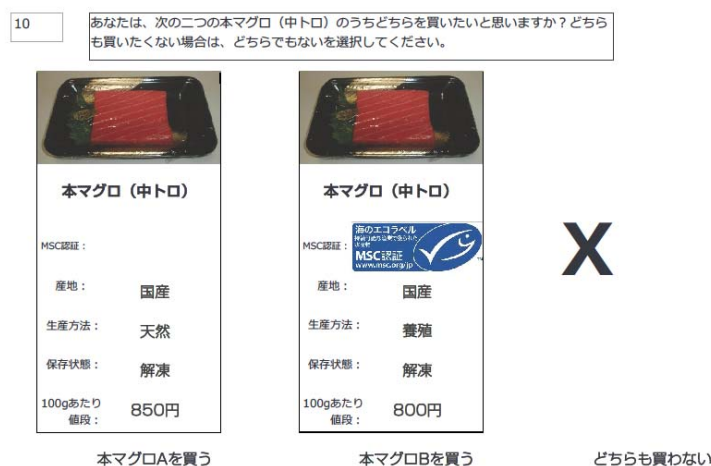 10
あなたは、次の二つの本マグロ（中トロ）のうちどちらを買いたいと思いますか？どちら
も買いたくない場合は、どちらでもないを選択してください。
本マグロ（中トロ）
MSC認証：
産地： 国産
生産方法： 天然
保存状態： 解凍
100gあたり
値段： 850円
本マグロAを買う
本マグロ（中トロ）
MSC認証：
海のエコラベル
MSC認証
www.msc.org/jp
TM
産地： 国産
生産方法： 養殖
保存状態： 解凍
100gあたり
値段： 800円
本マグロBを買う
X
どちらも買わない